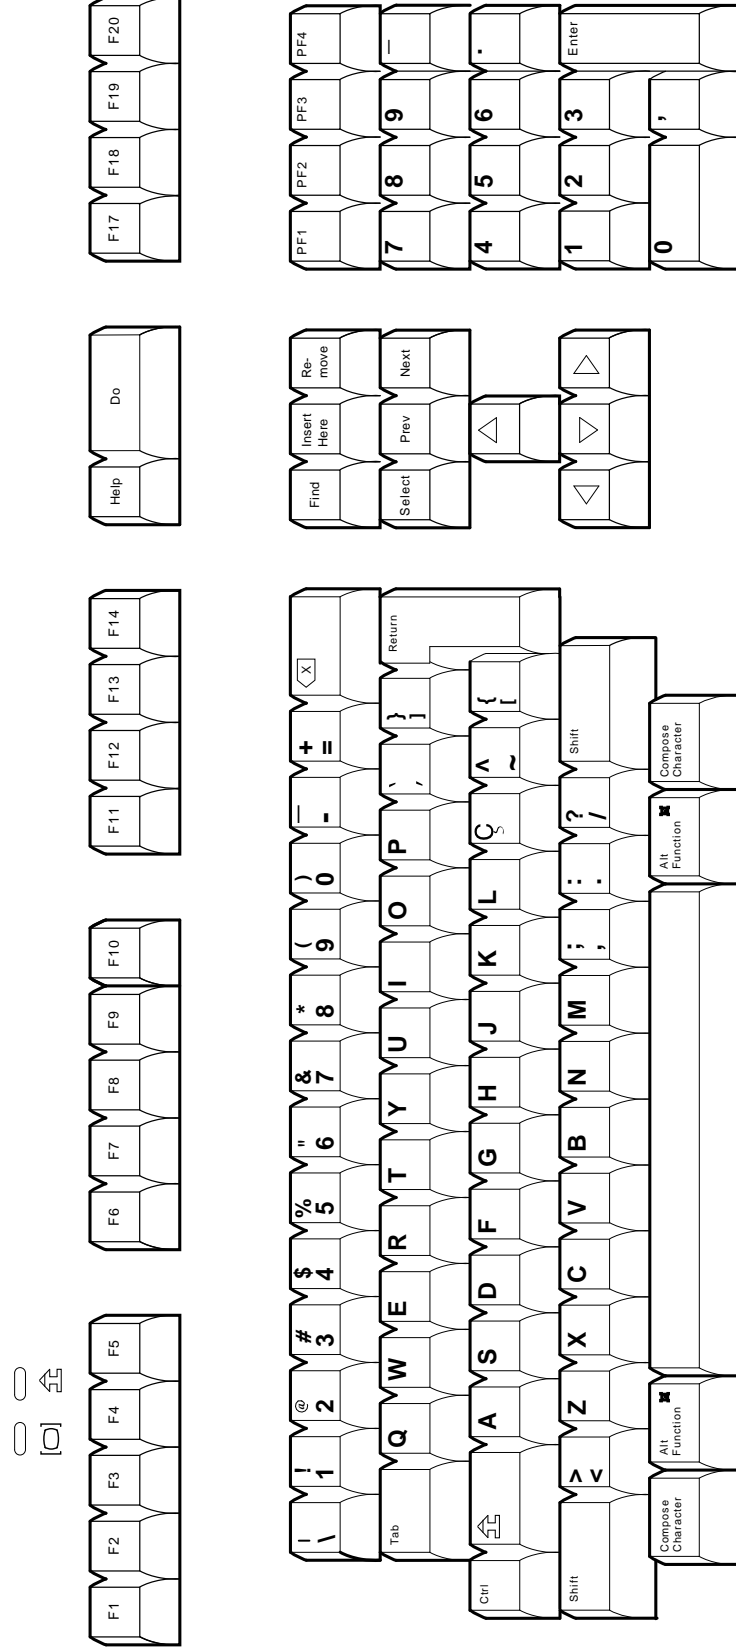 F1 F2 F3 F4 F5 F6 F7 F8 F9 F10 F11 F12 F13 F14 Help Do F17 F18 F19 F20
| ! @ # $ % " & * ( ) _ +
\ 1 2 3 4 5 6 7 8 9 0 - = X
Find
Insert
Here
Re-
move
PF1 PF2 PF3 PF4
Tab Q W E R T Y U I O P ` }
´ ]
Return
Select Prev Next
7 8 9 –
Ctrl A S D F G H J K L Ç ^ {
ç ~ [
4 5 6 .
Shift > Z X C V B N M ; : ? Shift
< , . /
1 2 3 Enter
Compose
Character
Alt
Function
Alt
Function
Compose
Character
0 ,